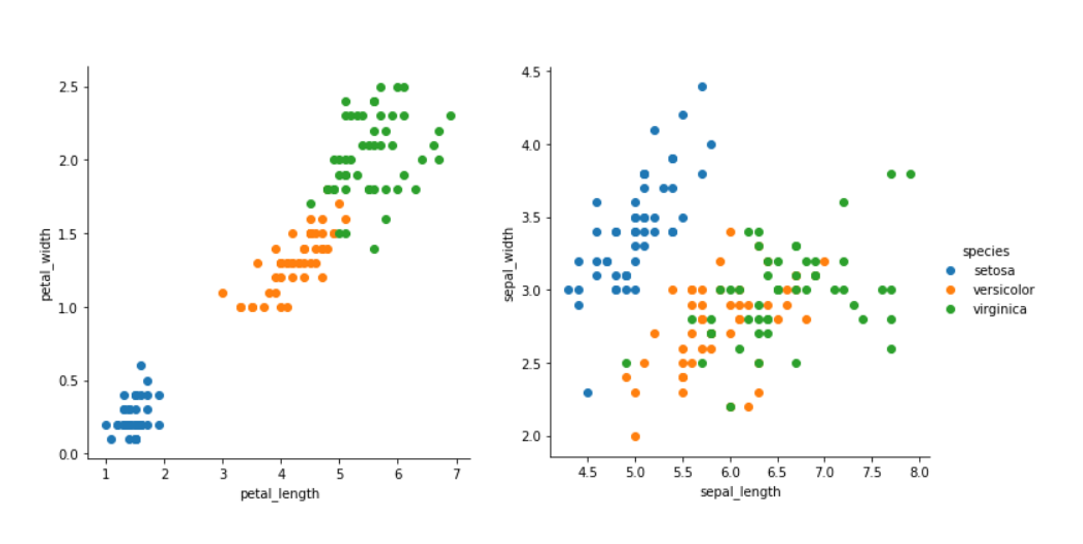 2.5
2.0
1.5
1.0
0.5
0.0
petal_width
1 2 3 4 5 6 7
petal_length
4.5
4.0
3.5
3.0
2.5
2.0
sepal_width
4.5 5.0 5.5 6.0 6.5 7.0 7.5 8.0
sepal_length
species
setosa
versicolor
virginica